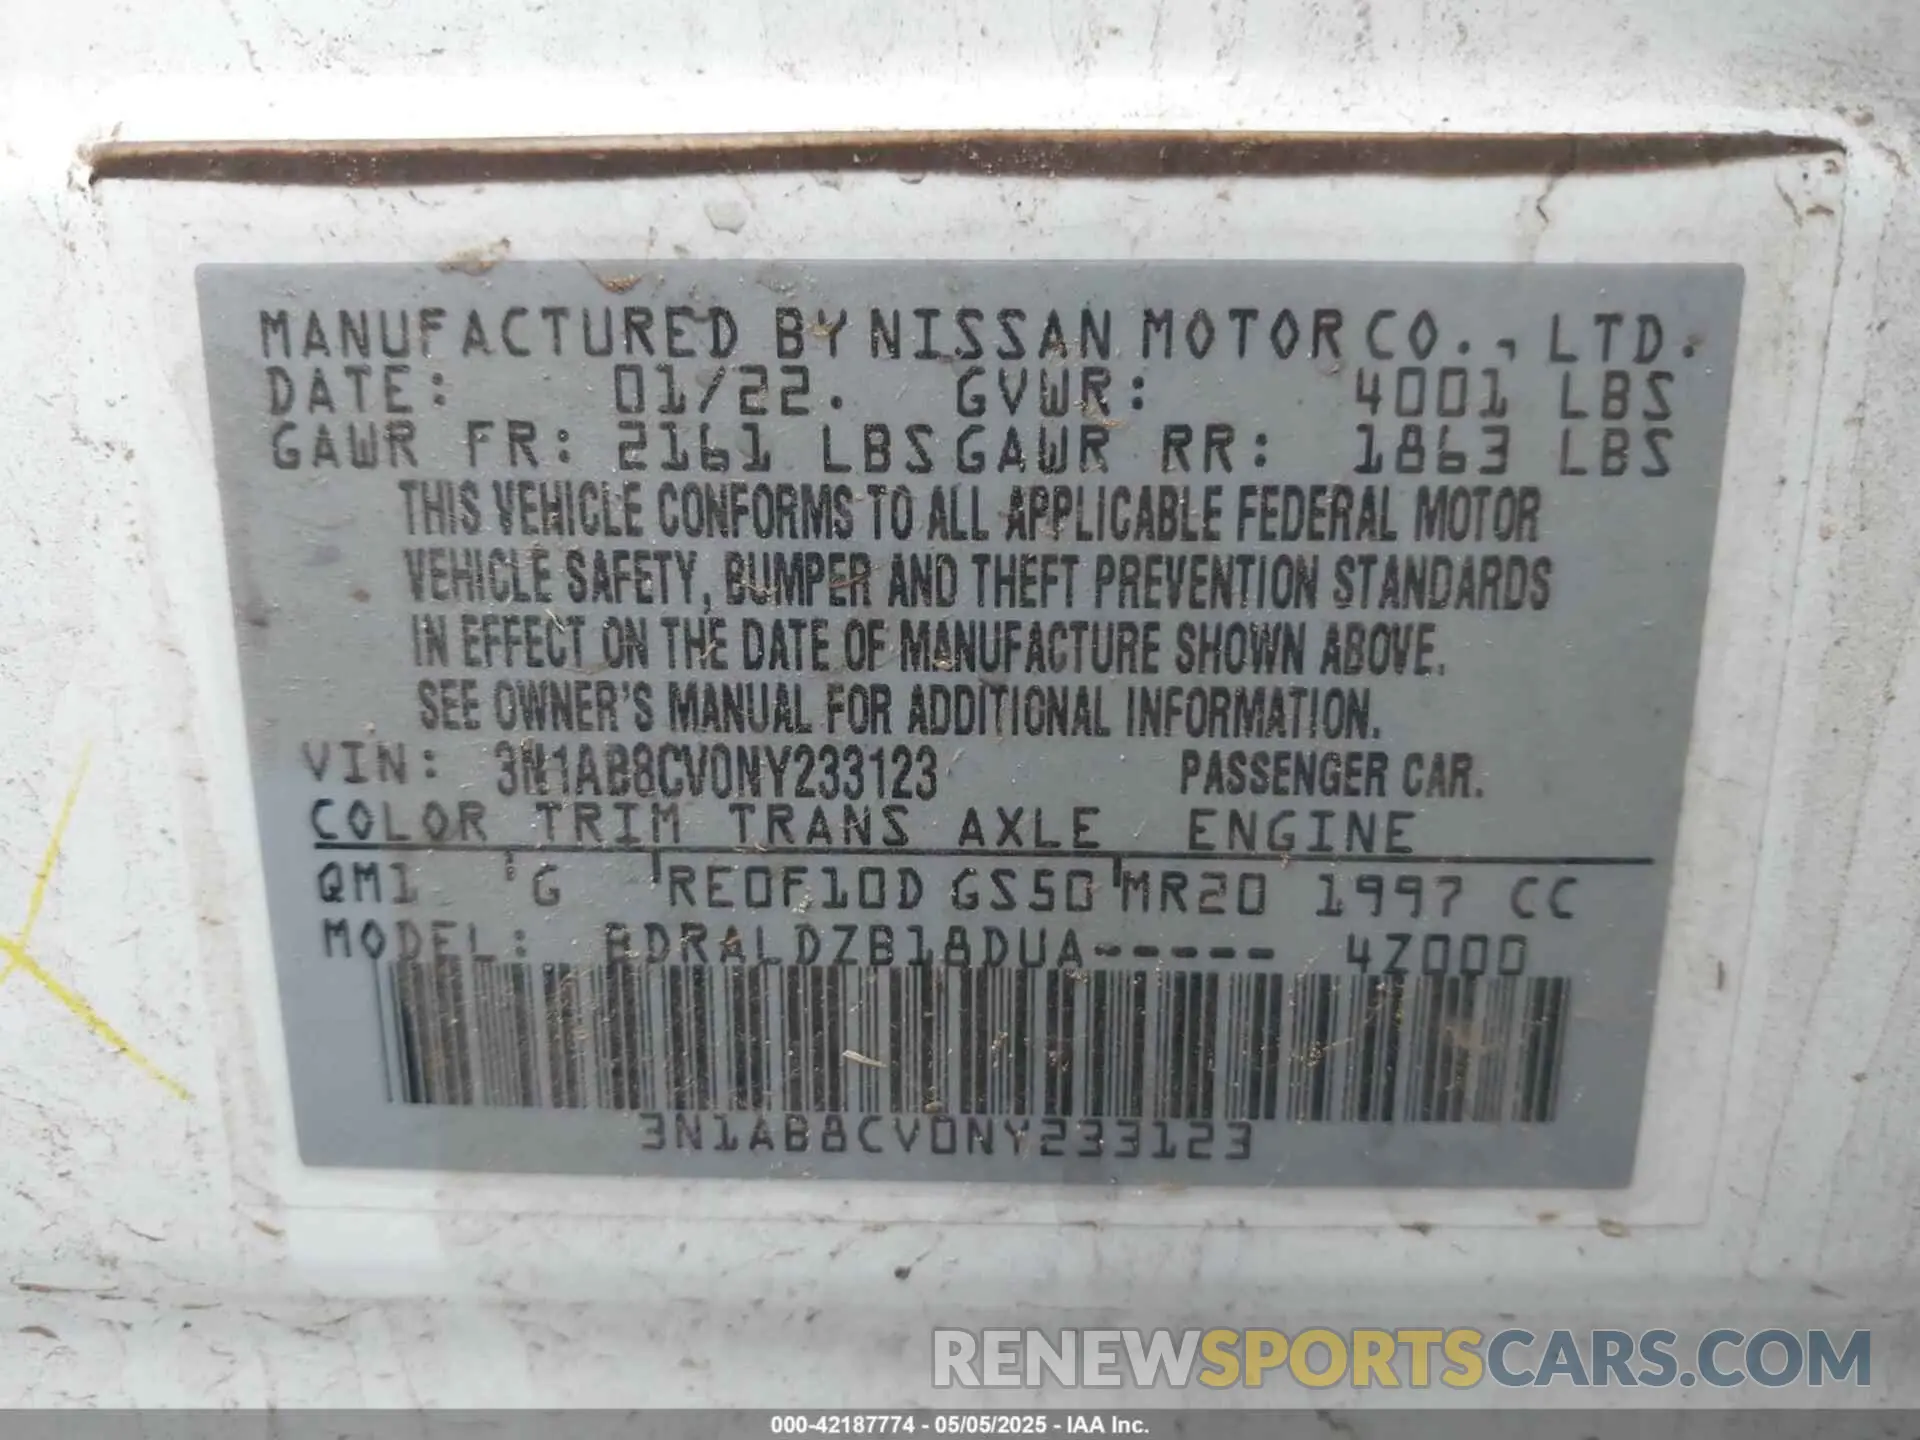 MANUFACTURED BY NISSAN MOTOR CO., LTD.
DATE: 01/22. GVWR: 4001 LBS
GAWR FR: 2161 LBS GAWR RR: 1863 LBS
THIS VEHICLE CONFORMS TO ALL APPLICABLE FEDERAL MOTOR
VEHICLE SAFETY, BUMPER AND THEFT PREVENTION STANDARDS
IN EFFECT ON THE DATE OF MANUFACTURE SHOWN ABOVE.
SEE OWNER'S MANUAL FOR ADDITIONAL INFORMATION.
VIN: 3N1AB8CV0NY233123 PASSENGER CAR.
COLOR TRIM TRANS AXLE ENGINE
QM1 G RE0F10D GS50 MR20 1997 CC
MODEL: BDRALDZB18DUA----- 4Z000
3N1AB8CV0NY233123
RENEWSPORTSCARS.COM
000-42187774 - 05/05/2025 - IAA Inc.